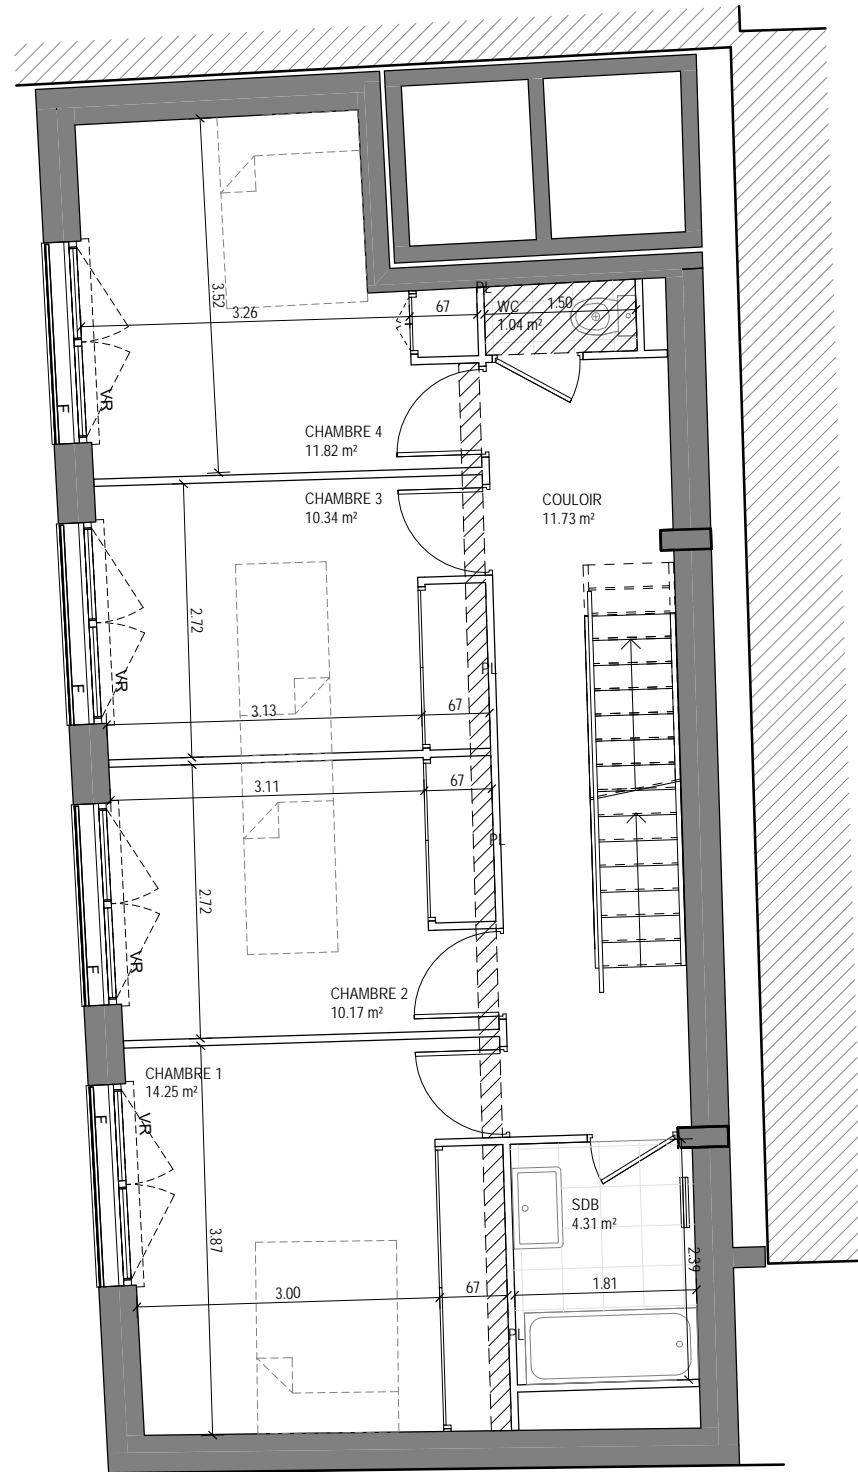 PL
WC
1.04 m²
1.50
67
3.26
3.52
VR
F
CHAMBRE 4
11.82 m²
CHAMBRE 3
10.34 m²
COULOIR
11.73 m²
2.72
PL
VR
F
3.13
67
3.11
67
PL
2.72
VR
F
CHAMBRE 2
10.17 m²
CHAMBRE 1
14.25 m²
F
VR
SDB
4.31 m²
3.87
2.39
3.00
67
1.81
PL